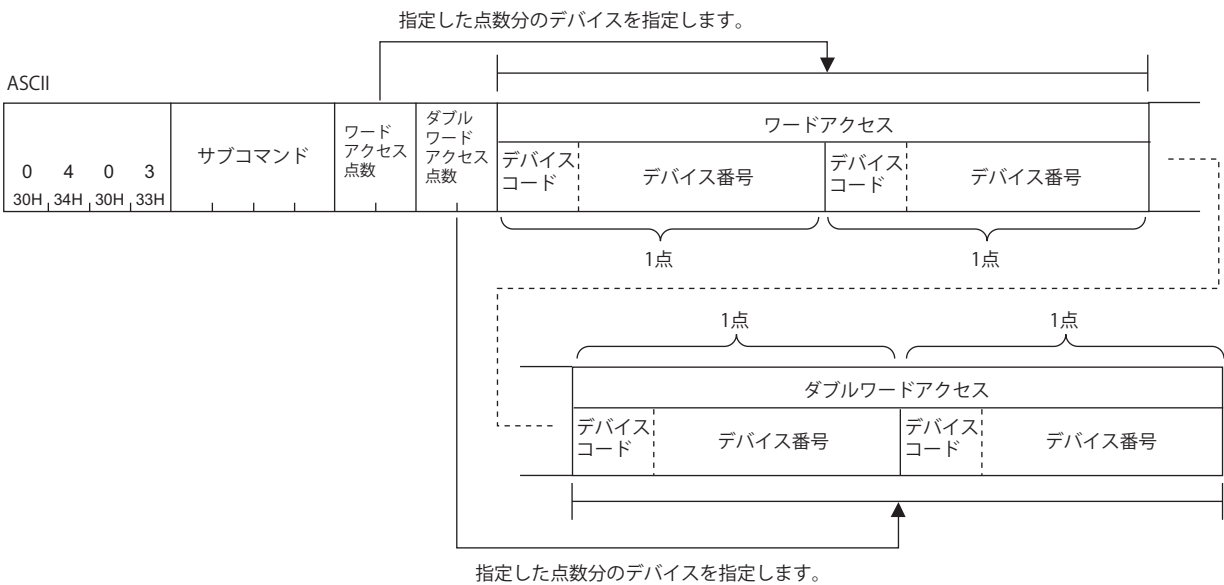 指定した点数分のデバイスを指定します。
ASCII
0 4 0 3
30H 34H 30H 33H
サブコマンド
ワード
アクセス
点数
ダブル
ワード
アクセス
点数
ワードアクセス
デバイス
コード
デバイス番号
デバイス
コード
デバイス番号
1点
1点
1点
1点
ダブルワードアクセス
デバイス
コード
デバイス番号
デバイス
コード
デバイス番号
指定した点数分のデバイスを指定します。